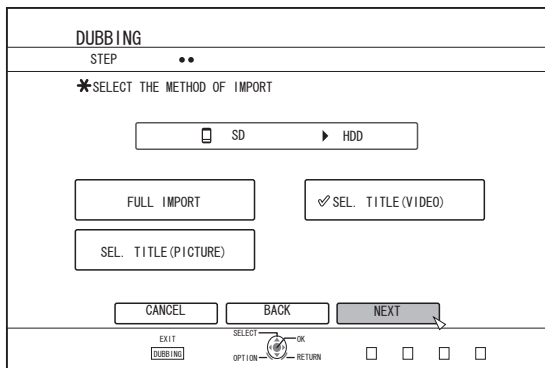 DUBBING
STEP
✱SELECT THE METHOD OF IMPORT
SD ▶ HDD
FULL IMPORT
✓SEL. TITLE(VIDEO)
SEL. TITLE(PICTURE)
CANCEL BACK NEXT
EXIT
DUBBING
SELECT OK
OPTION RETURN